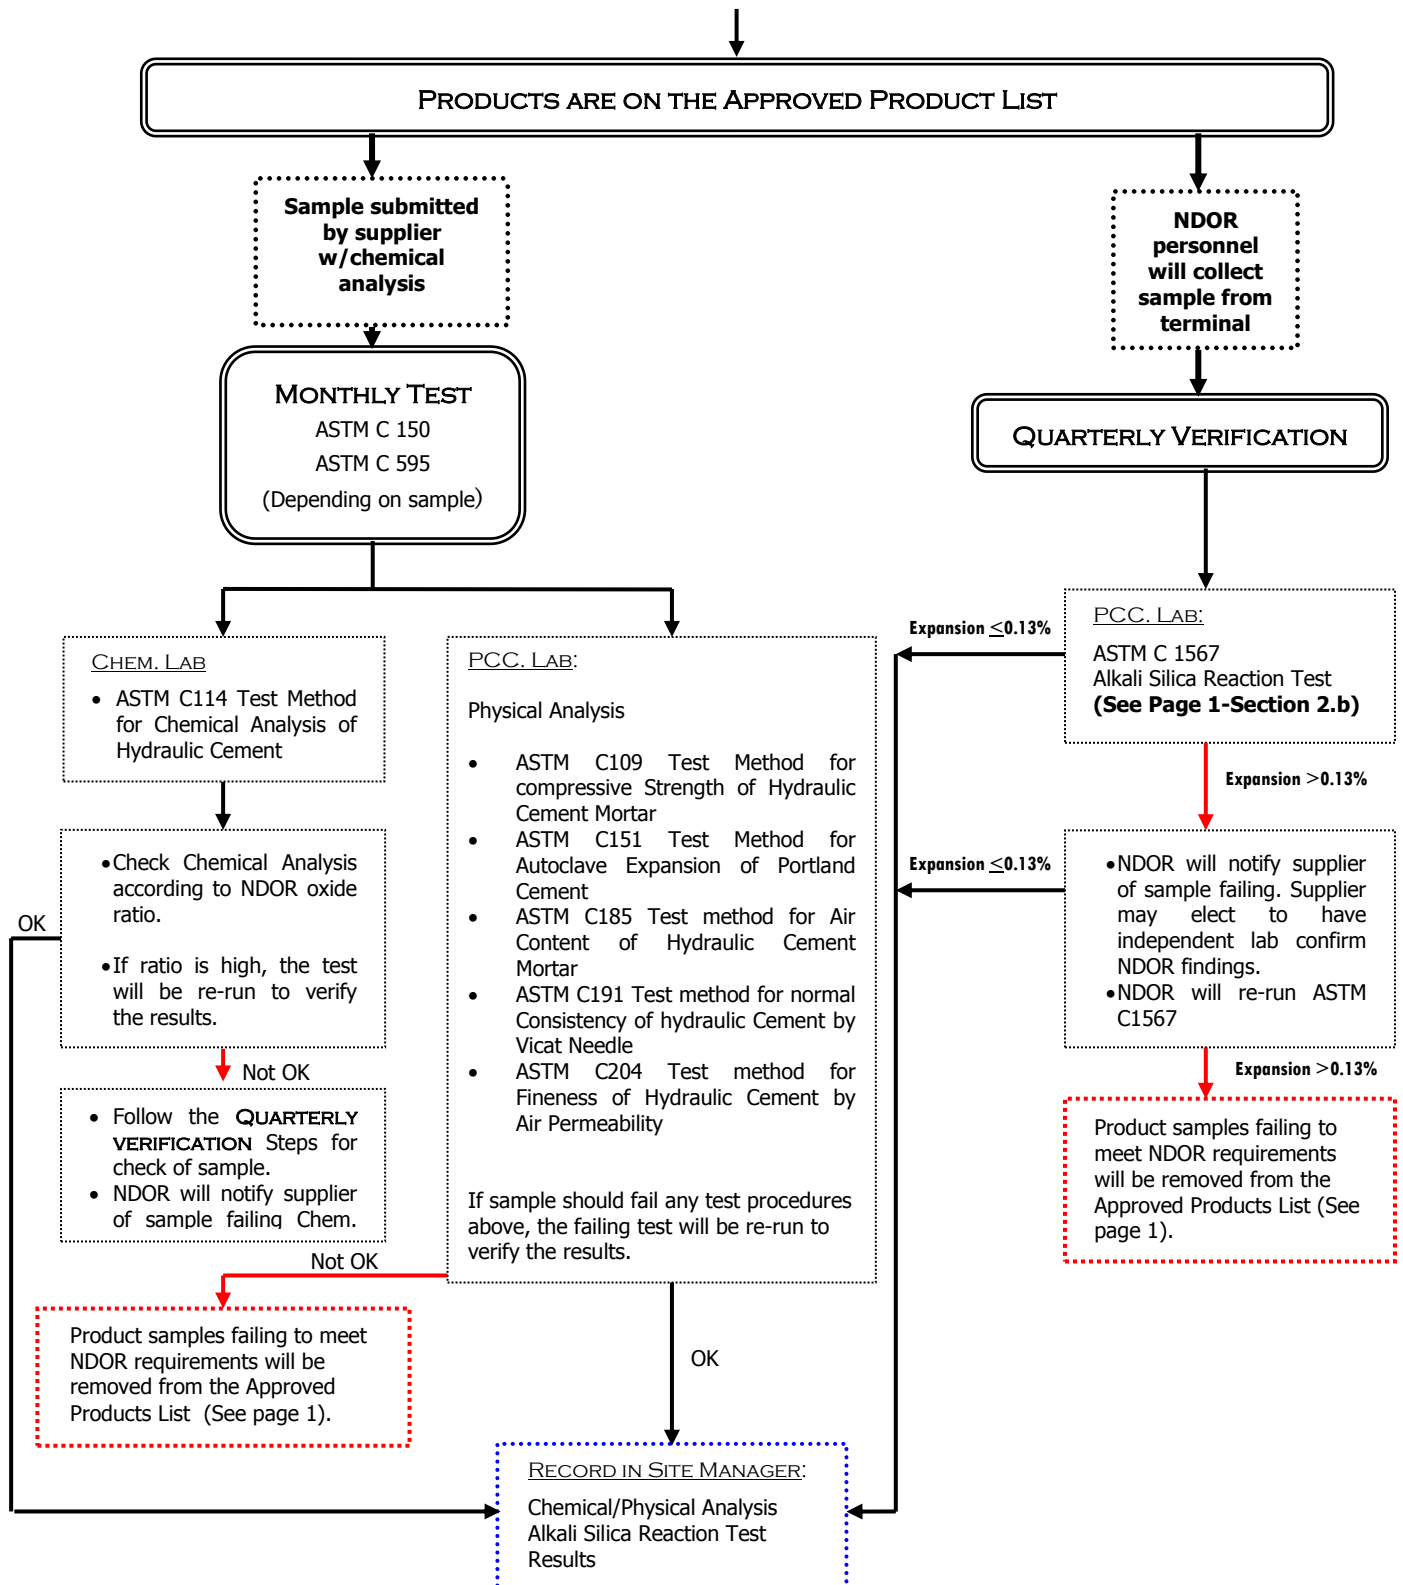 PRODUCTS ARE ON THE APPROVED PRODUCT LIST
Sample submitted
by supplier
w/chemical
analysis
NDOR
personnel
will collect
sample from
terminal
MONTHLY TEST
ASTM C 150
ASTM C 595
(Depending on sample)
QUARTERLY VERIFICATION
CHEM. LAB
• ASTM C114 Test Method
for Chemical Analysis of
Hydraulic Cement
•Check Chemical Analysis
according to NDOR oxide
ratio.
•If ratio is high, the test
will be re-run to verify
the results.
OK
Not OK
• Follow the QUARTERLY
VERIFICATION Steps for
check of sample.
• NDOR will notify supplier
of sample failing Chem.
Not OK
Product samples failing to meet
NDOR requirements will be
removed from the Approved
Products List (See page 1).
PCC. LAB:
Physical Analysis
• ASTM C109 Test Method for
compressive Strength of Hydraulic
Cement Mortar
• ASTM C151 Test Method for
Autoclave Expansion of Portland
Cement
• ASTM C185 Test method for Air
Content of Hydraulic Cement
Mortar
• ASTM C191 Test method for normal
Consistency of hydraulic Cement by
Vicat Needle
• ASTM C204 Test method for
Fineness of Hydraulic Cement by
Air Permeability
If sample should fail any test procedures
above, the failing test will be re-run to
verify the results.
OK
Expansion ≤0.13%
PCC. LAB:
ASTM C 1567
Alkali Silica Reaction Test
(See Page 1-Section 2.b)
Expansion >0.13%
Expansion ≤0.13%
•NDOR will notify supplier
of sample failing. Supplier
may elect to have
independent lab confirm
NDOR findings.
•NDOR will re-run ASTM
C1567
Expansion >0.13%
Product samples failing to
meet NDOR requirements
will be removed from the
Approved Products List (See
page 1).
RECORD IN SITE MANAGER:
Chemical/Physical Analysis
Alkali Silica Reaction Test
Results